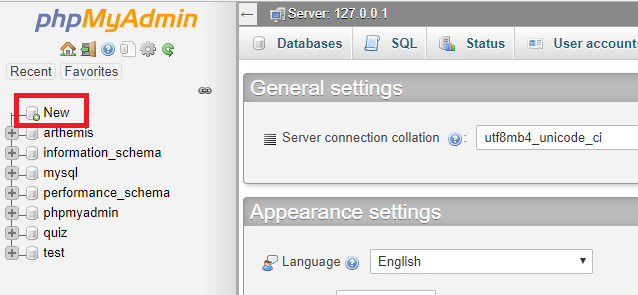 phpMyAdmin
Recent Favorites
New
arthemis
information_schema
mysql
performance_schema
phpmyadmin
quiz
test
Server: 127.0.0.1
Databases SQL Status User account
General settings
Server connection collation ? : utf8mb4_unicode_ci
Appearance settings
Language ? English